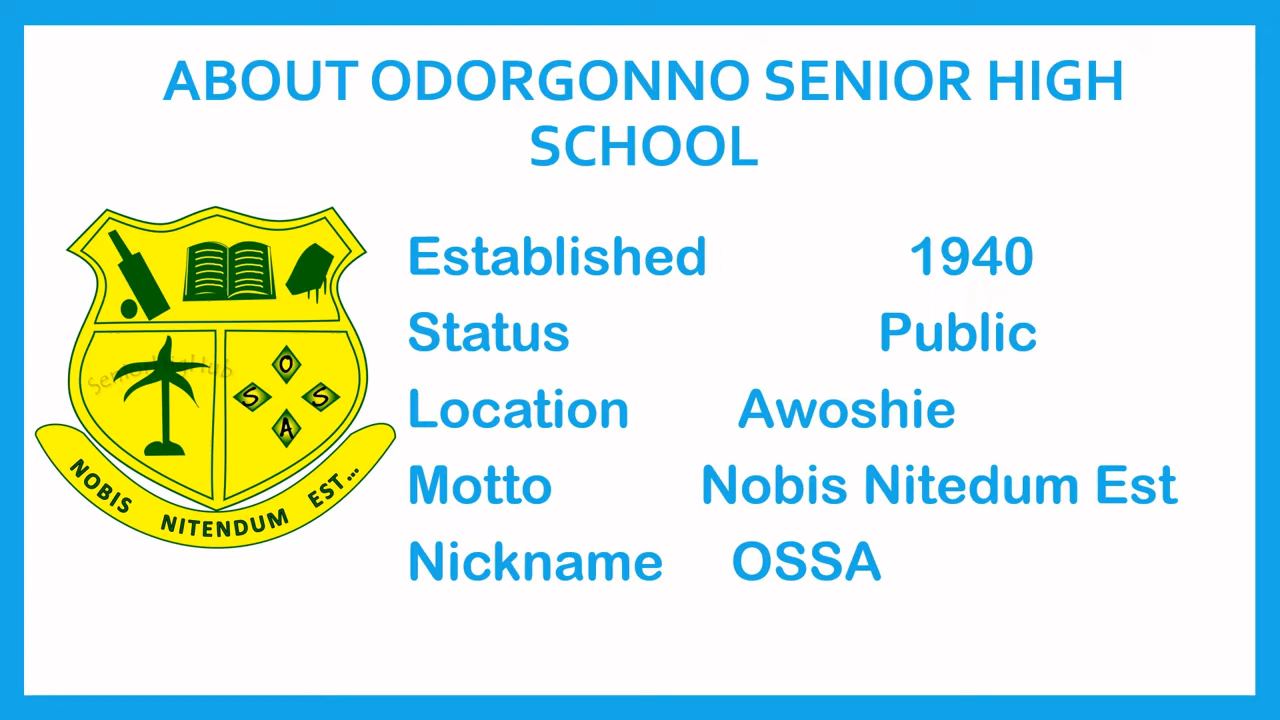 ABOUT ODORGONNO SENIOR HIGH
SCHOOL
Established 1940
Status Public
Location Awoshie
Motto Nobis Nitedum Est
Nickname OSSA
O
S S
A
NOBIS NITENDUM EST...